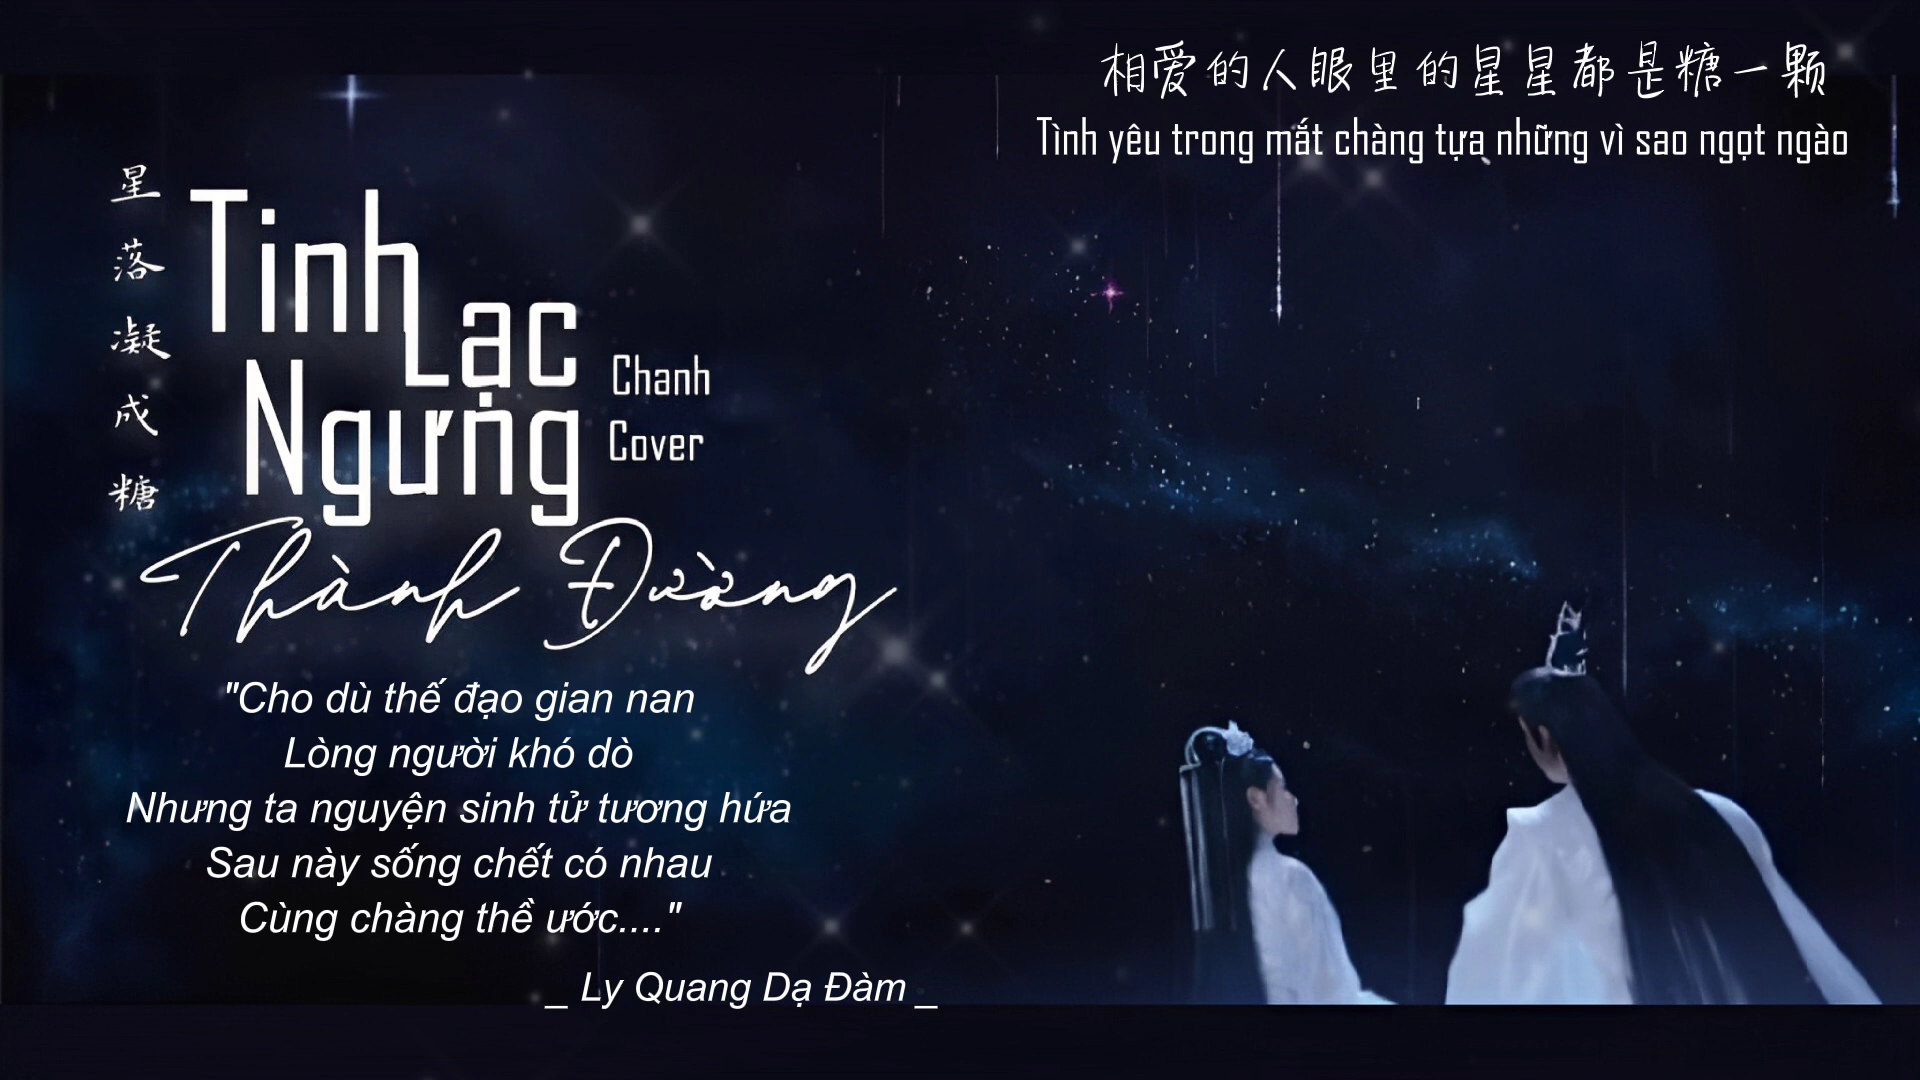 相爱的人眼里的星星都是糖一颗
Tình yêu trong mắt chàng tựa những vì sao ngọt ngào
星落凝成糖
Tinh
Lạc
Ngưng
Chanh
Cover
Thành Đường
"Cho dù thế đạo gian nan
Lòng người khó dò
Nhưng ta nguyện sinh tử tương hứa
Sau này sống chết có nhau
Cùng chàng thề ước...."
_ Ly Quang Dạ Đàm _